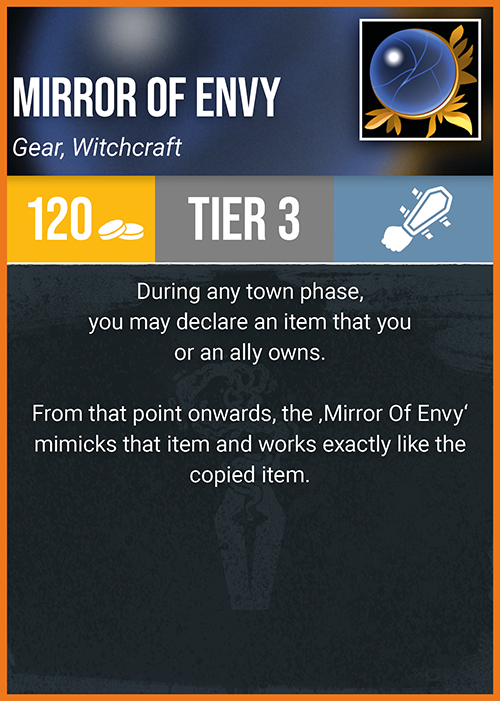 MIRROR OF ENVY
Gear, Witchcraft
120
TIER 3
During any town phase,
you may declare an item that you
or an ally owns.
From that point onwards, the ‚Mirror Of Envy‘
mimicks that item and works exactly like the
copied item.